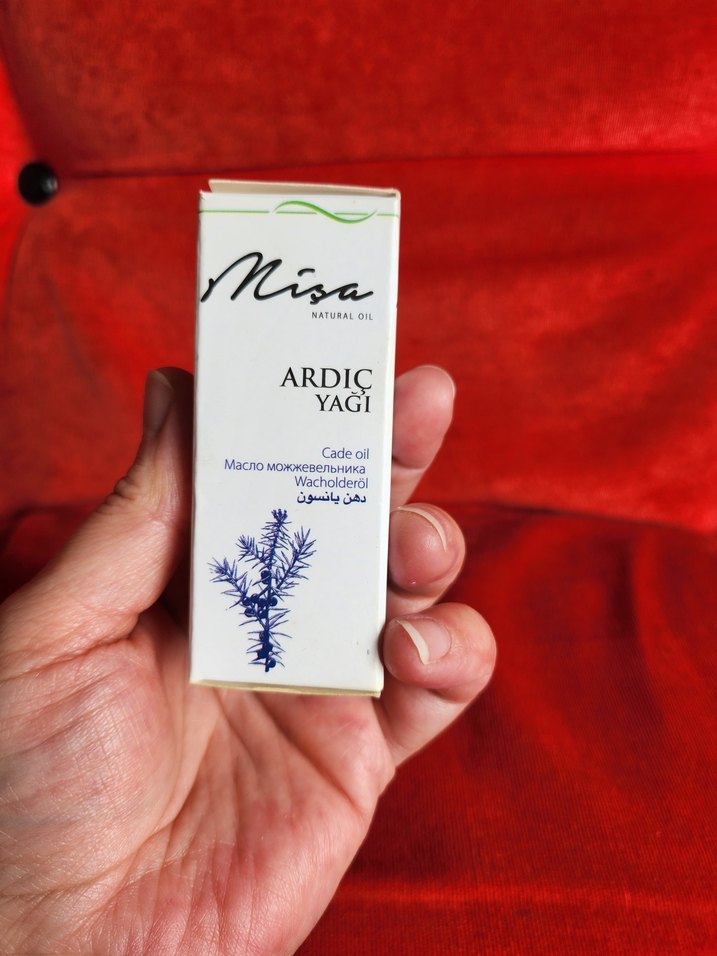 Mişa
NATURAL OIL
ARDIÇ
YAĞI
Cade oil
Масло можжевельника
Wacholderöl
دهن يانسون